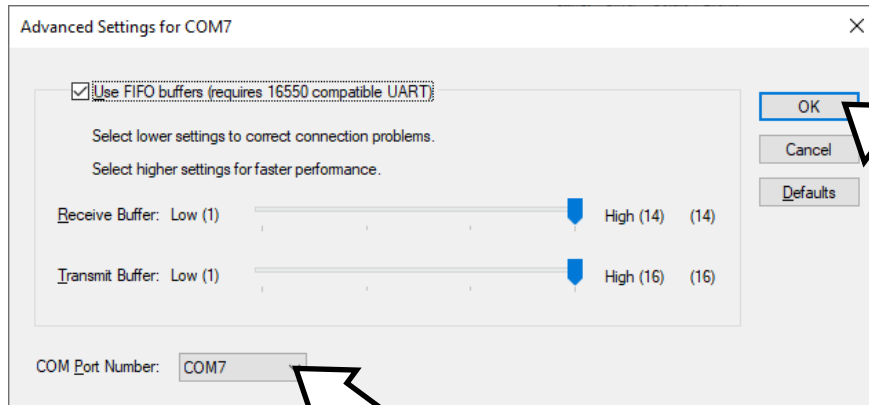 Advanced Settings for COM7
Use FIFO buffers (requires 16550 compatible UART)
OK
Select lower settings to correct connection problems.
Cancel
Select higher settings for faster performance.
Defaults
Receive Buffer: Low (1) High (14) (14)
Transmit Buffer: Low (1) High (16) (16)
COM Port Number: COM7